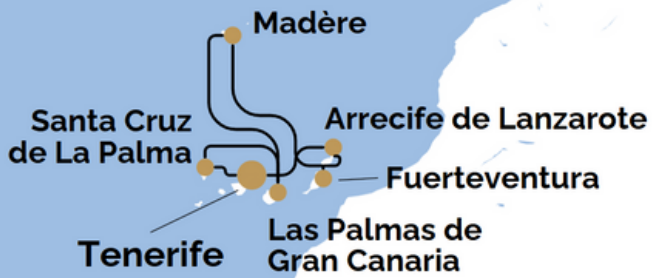 Madère
Santa Cruz
de La Palma
Arrecife de Lanzarote
Fuerteventura
Tenerife
Las Palmas de
Gran Canaria